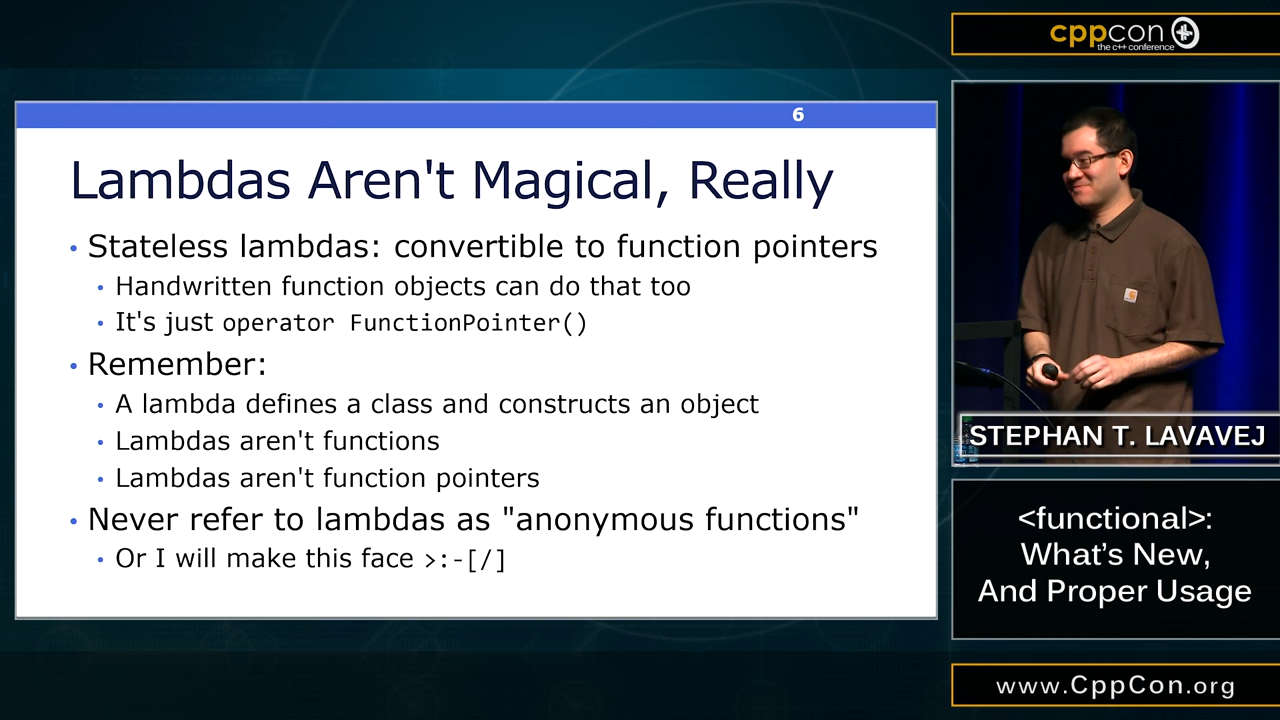 6
Lambdas Aren't Magical, Really
• Stateless lambdas: convertible to function pointers
• Handwritten function objects can do that too
• It's just operator FunctionPointer()
• Remember:
• A lambda defines a class and constructs an object
• Lambdas aren't functions
• Lambdas aren't function pointers
• Never refer to lambdas as "anonymous functions"
• Or I will make this face >:-[/]
cppcon
the c++ conference
STEPHAN T. LAVAVEJ
<functional>:
What's New,
And Proper Usage
www.CppCon.org